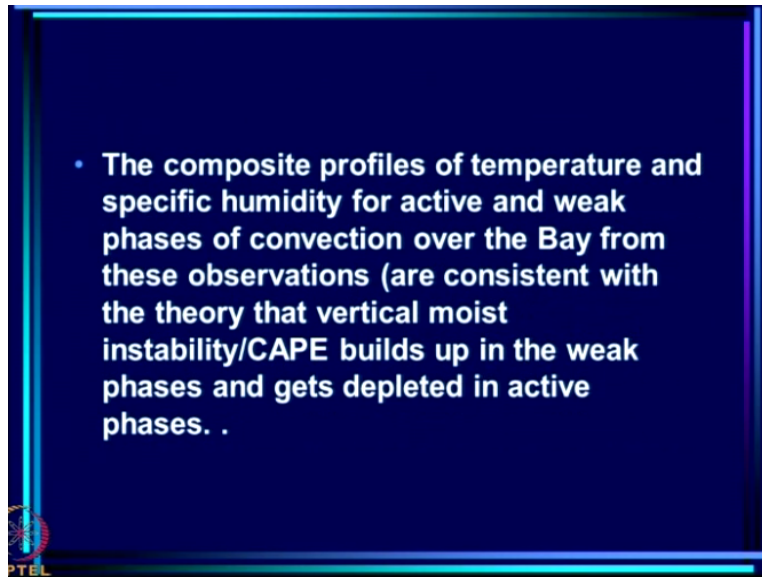 • The composite profiles of temperature and
specific humidity for active and weak
phases of convection over the Bay from
these observations (are consistent with
the theory that vertical moist
instability/CAPE builds up in the weak
phases and gets depleted in active
phases. .
PTEL